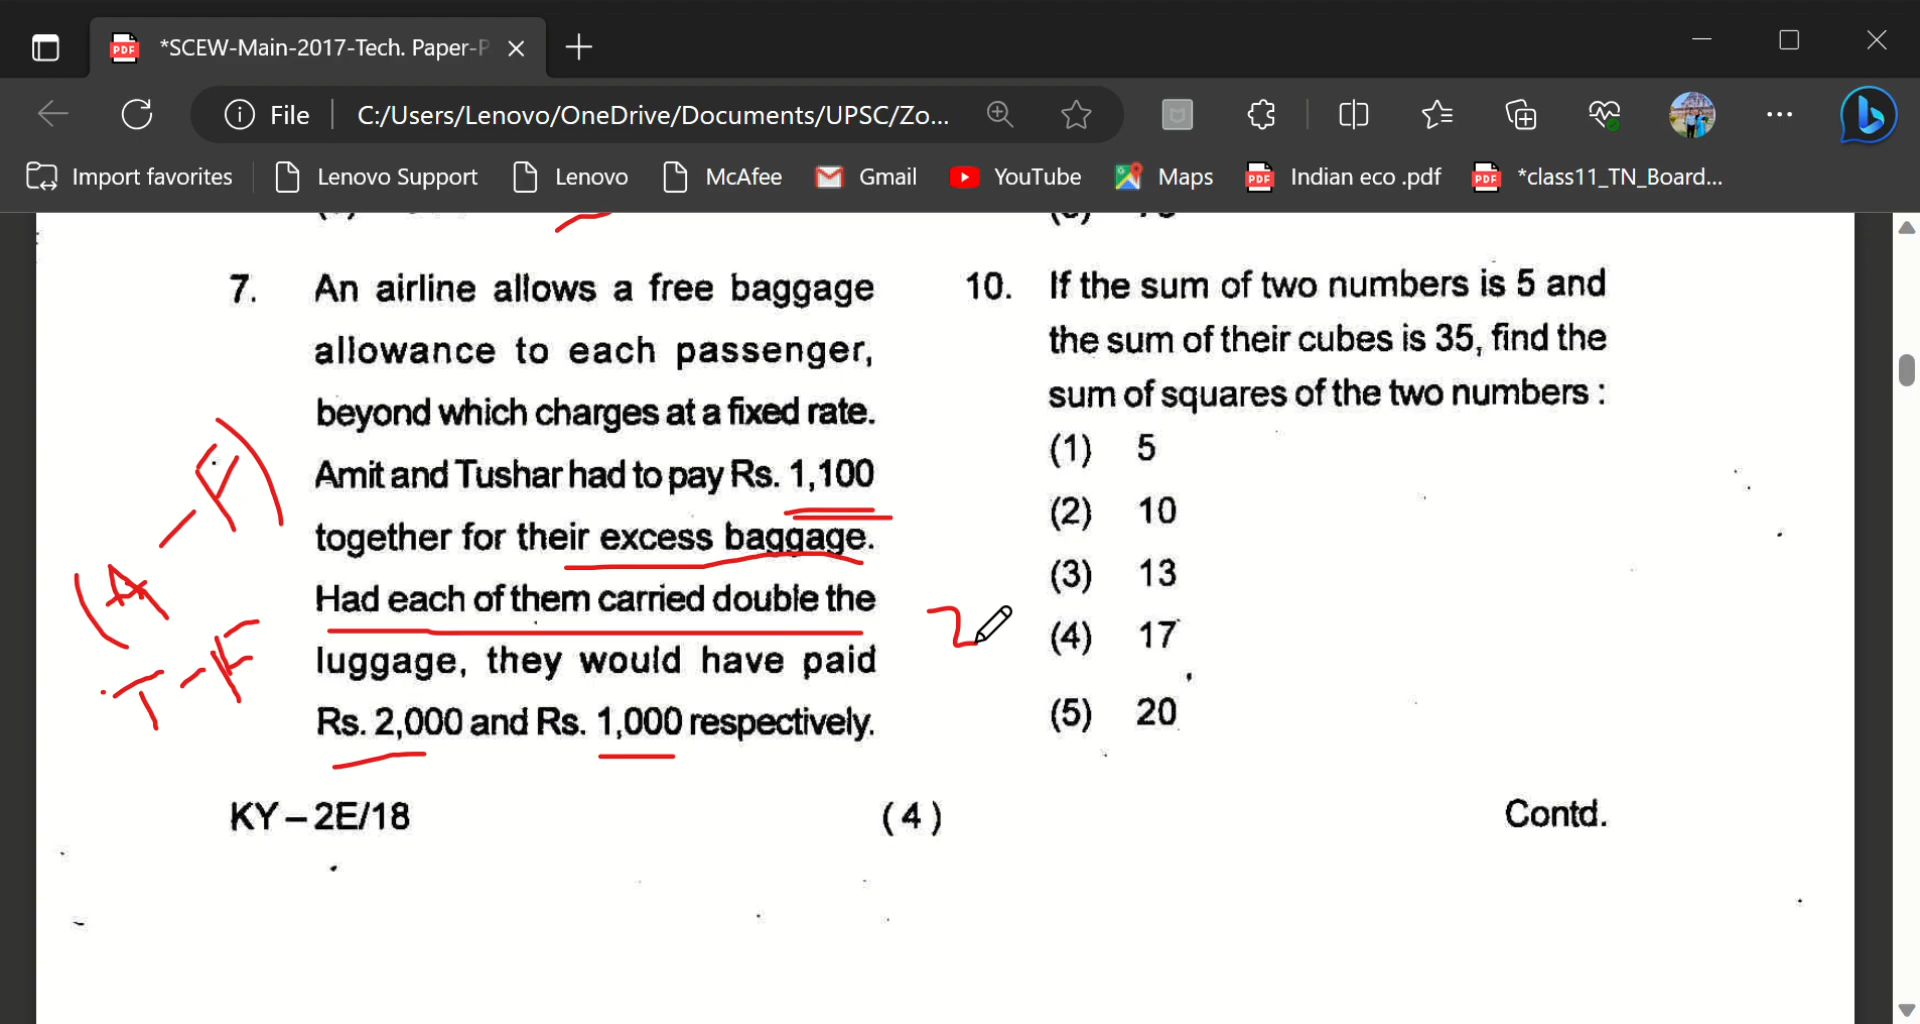 *SCEW-Main-2017-Tech. Paper-P
File
C:/Users/Lenovo/OneDrive/Documents/UPSC/Zo...
Import favorites
Lenovo Support
Lenovo
McAfee
Gmail
YouTube
Maps
Indian eco .pdf
*class11_TN_Board...
7. An airline allows a free baggage
allowance to each passenger,
beyond which charges at a fixed rate.
Amit and Tushar had to pay Rs. 1,100
together for their excess baggage.
Had each of them carried double the
luggage, they would have paid
Rs. 2,000 and Rs. 1,000 respectively.
(A - F)
T - F
2
10. If the sum of two numbers is 5 and
the sum of their cubes is 35, find the
sum of squares of the two numbers :
(1) 5
(2) 10
(3) 13
(4) 17
(5) 20
KY – 2E/18
( 4 )
Contd.